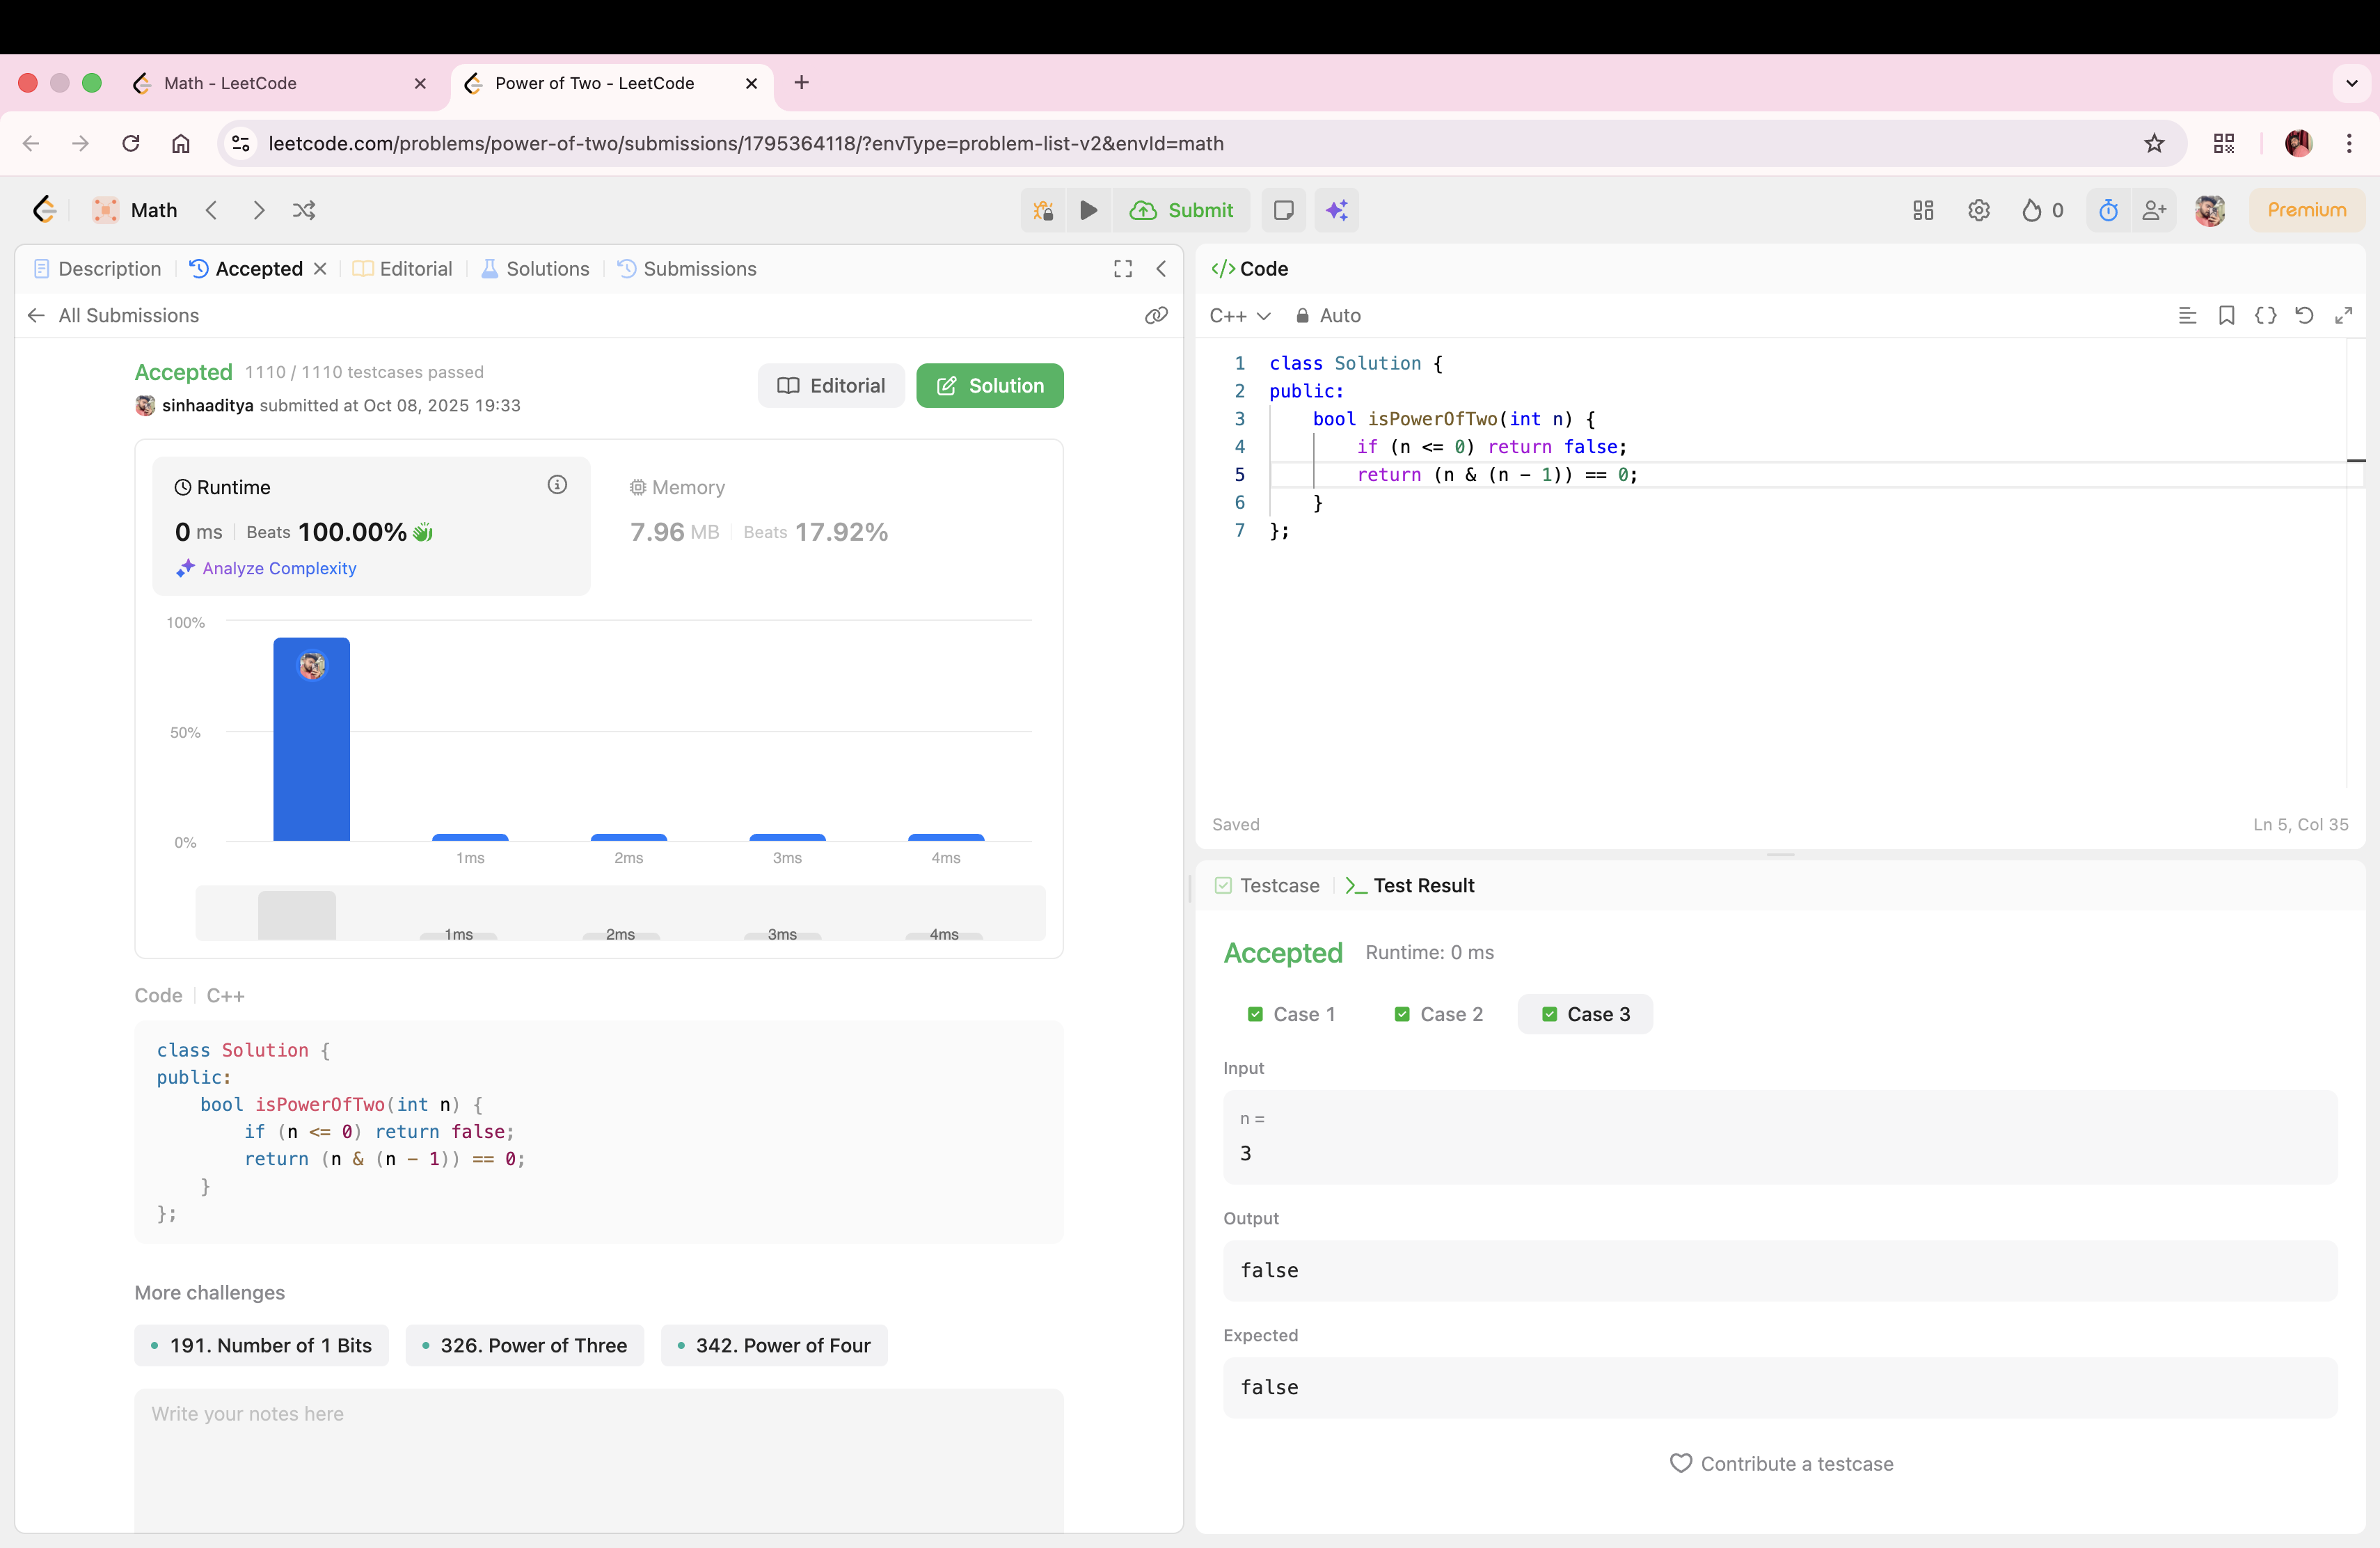 Math - LeetCode
Power of Two - LeetCode
leetcode.com/problems/power-of-two/submissions/1795364118/?envType=problem-list-v2&envId=math
Math
Submit
0
Premium
Description
Accepted
Editorial
Solutions
Submissions
All Submissions
Accepted 1110 / 1110 testcases passed
sinhaaditya submitted at Oct 08, 2025 19:33
Editorial
Solution
Runtime
0 ms Beats 100.00%
Analyze Complexity
Memory
7.96 MB Beats 17.92%
100%
50%
0%
1ms 2ms 3ms 4ms
1ms 2ms 3ms 4ms
Code C++
class Solution {
public:
    bool isPowerOfTwo(int n) {
        if (n <= 0) return false;
        return (n & (n - 1)) == 0;
    }
};
More challenges
191. Number of 1 Bits
326. Power of Three
342. Power of Four
Write your notes here
</> Code
C++ Auto
1 class Solution {
2 public:
3     bool isPowerOfTwo(int n) {
4         if (n <= 0) return false;
5         return (n & (n - 1)) == 0;
6     }
7 };
Saved
Ln 5, Col 35
Testcase
Test Result
Accepted Runtime: 0 ms
Case 1
Case 2
Case 3
Input
n =
3
Output
false
Expected
false
Contribute a testcase